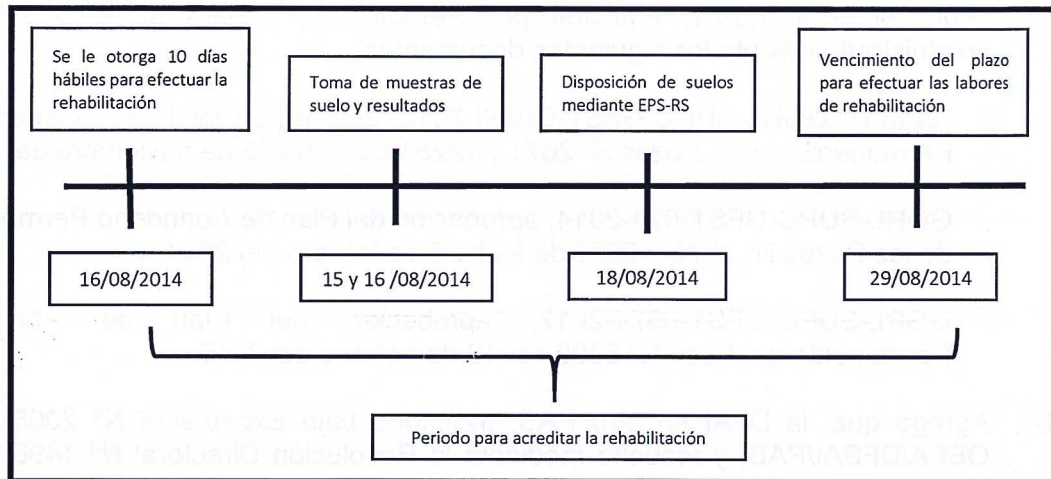 Se le otorga 10 días
hábiles para efectuar la
rehabilitación
Toma de muestras de
suelo y resultados
Disposición de suelos
mediante EPS-RS
Vencimiento del plazo
para efectuar las labores
de rehabilitación
16/08/2014
15 y 16 /08/2014
18/08/2014
29/08/2014
Periodo para acreditar la rehabilitación